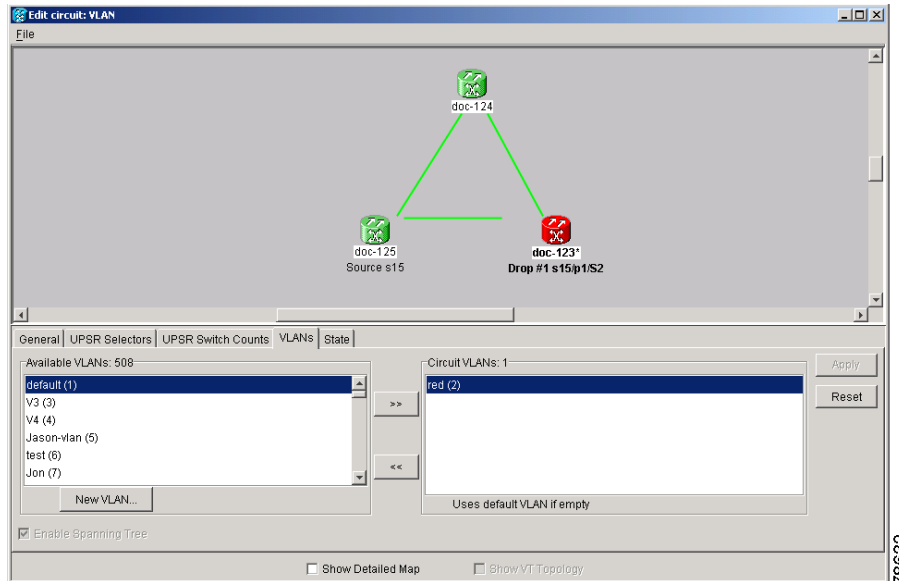 Edit circuit: VLAN
File
doc-124
doc-125
Source s15
doc-123*
Drop #1 s15/p1/S2
General
UPSR Selectors
UPSR Switch Counts
VLANs
State
Available VLANs: 508
default (1)
V3 (3)
V4 (4)
Jason-vlan (5)
test (6)
Jon (7)
New VLAN...
>>
<<
Circuit VLANs: 1
red (2)
Uses default VLAN if empty
Apply
Reset
Enable Spanning Tree
Show Detailed Map
Show VT Topology